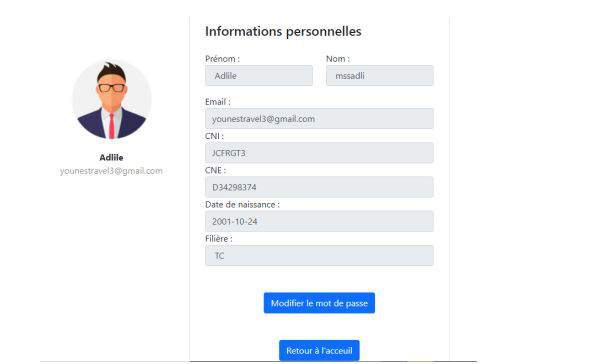 Informations personnelles
Prénom : Nom :
Adlile mssadli
Email :
younestravel3@gmail.com
CNI :
JCFRGT3
Adlile
younestravel3@gmail.com
CNE :
D34298374
Date de naissance :
2001-10-24
Filière :
TC
Modifier le mot de passe
Retour à l'acceuil